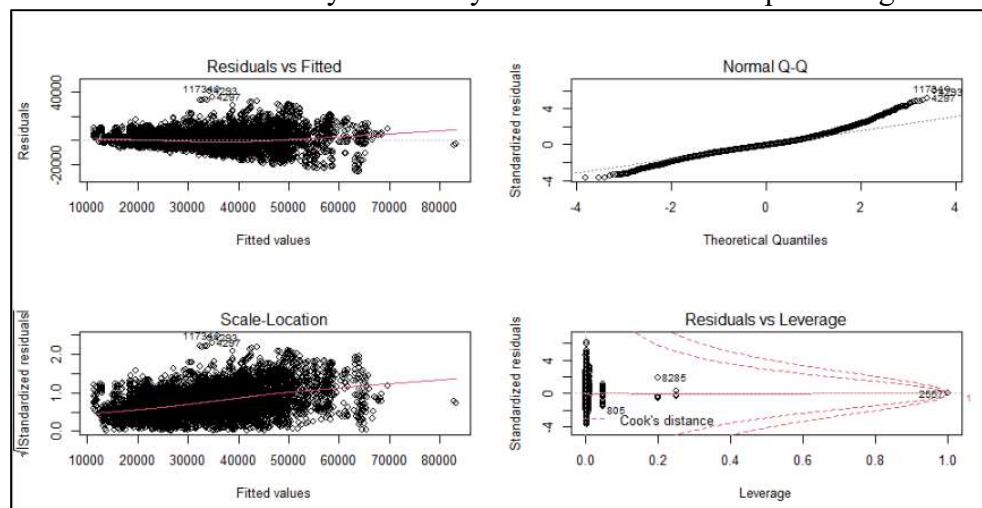 Residuals vs Fitted
Residuals
40000
-20000
10000 20000 30000 40000 50000 60000 70000 80000
Fitted values
4297
Normal Q-Q
Standardized residuals
4
0
-4
4297
-4 -2 0 2 4
Theoretical Quantiles
Scale-Location
√|Standardized residuals
2.0
1.0
0.0
4297
10000 20000 30000 40000 50000 60000 70000 80000
Fitted values
Residuals vs Leverage
Standardized residuals
4
0
-4
8285
805
Cook's distance
0.0 0.2 0.4 0.6 0.8 1.0
Leverage